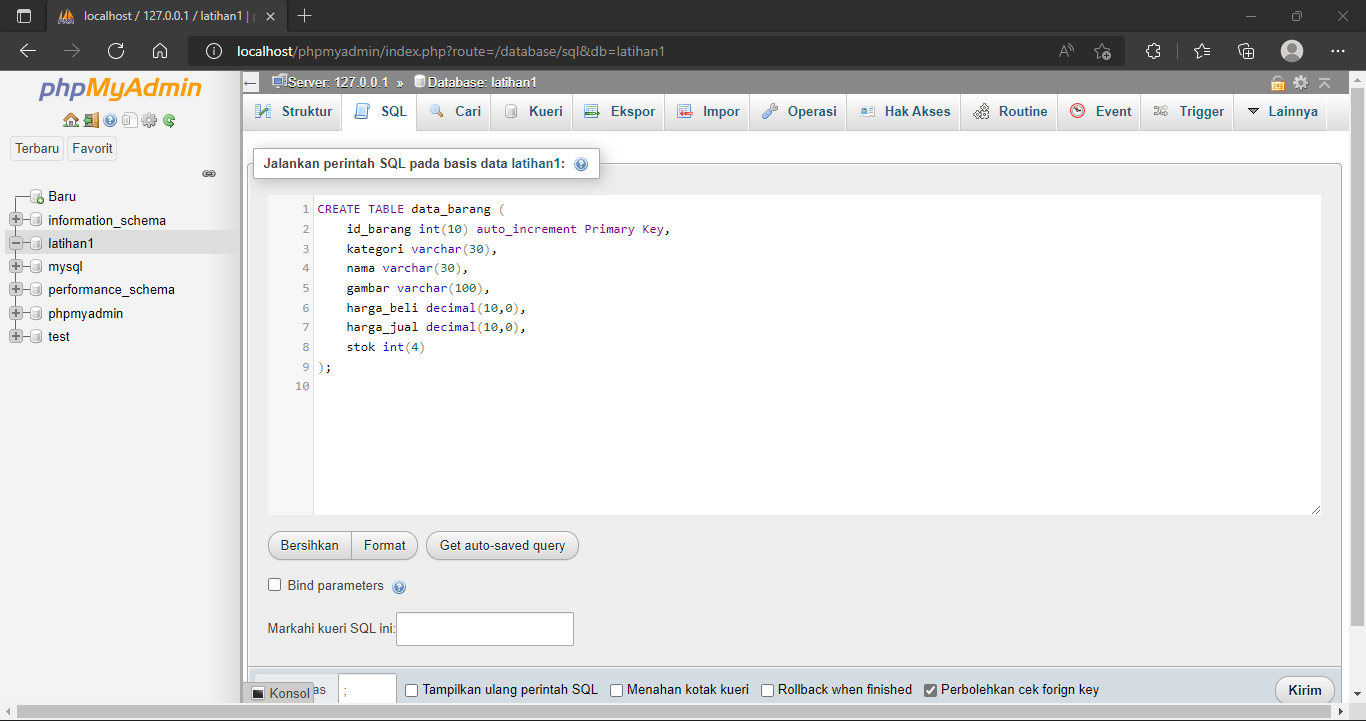 localhost / 127.0.0.1 / latihan1 |
localhost/phpmyadmin/index.php?route=/database/sql&db=latihan1
phpMyAdmin
Terbaru Favorit
Baru
information_schema
latihan1
mysql
performance_schema
phpmyadmin
test
Server: 127.0.0.1 » Database: latihan1
Struktur SQL Cari Kueri Ekspor Impor Operasi Hak Akses Routine Event Trigger Lainnya
Jalankan perintah SQL pada basis data latihan1:
1 CREATE TABLE data_barang (
2 id_barang int(10) auto_increment Primary Key,
3 kategori varchar(30),
4 nama varchar(30),
5 gambar varchar(100),
6 harga_beli decimal(10,0),
7 harga_jual decimal(10,0),
8 stok int(4)
9 );
10
Bersihkan Format Get auto-saved query
Bind parameters
Markahi kueri SQL ini:
Konsol as ; Tampilkan ulang perintah SQL Menahan kotak kueri Rollback when finished Perbolehkan cek forign key Kirim